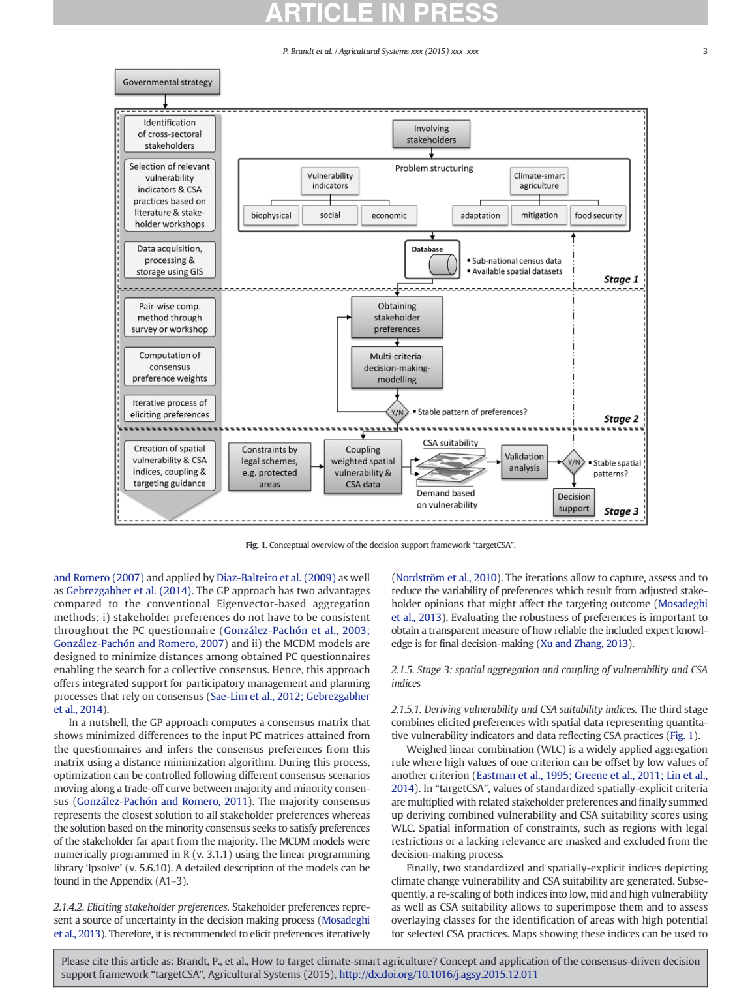 ARTICLE IN PRESS
P. Brandt et al. / Agricultural Systems xxx (2015) xxx–xxx
3
Governmental strategy
Identification
of cross-sectoral
stakeholders
Selection of relevant
vulnerability
indicators & CSA
practices based on
literature & stake-
holder workshops
Data acquisition,
processing &
storage using GIS
Involving
stakeholders
Problem structuring
Vulnerability
indicators
biophysical
social
economic
Climate-smart
agriculture
adaptation
mitigation
food security
Database
▪ Sub-national census data
▪ Available spatial datasets
Stage 1
Pair-wise comp.
method through
survey or workshop
Computation of
consensus
preference weights
Iterative process of
eliciting preferences
Obtaining
stakeholder
preferences
Multi-criteria-
decision-making-
modelling
Y/N
▪ Stable pattern of preferences?
Stage 2
Creation of spatial
vulnerability & CSA
indices, coupling &
targeting guidance
Constraints by
legal schemes,
e.g. protected
areas
Coupling
weighted spatial
vulnerability &
CSA data
CSA suitability
Demand based
on vulnerability
Validation
analysis
Y/N
▪ Stable spatial
patterns?
Decision
support
Stage 3
Fig. 1. Conceptual overview of the decision support framework “targetCSA”.
and Romero (2007) and applied by Diaz-Balteiro et al. (2009) as well
as Gebrezgabher et al. (2014). The GP approach has two advantages
compared to the conventional Eigenvector-based aggregation
methods: i) stakeholder preferences do not have to be consistent
throughout the PC questionnaire (González-Pachón et al., 2003;
González-Pachón and Romero, 2007) and ii) the MCDM models are
designed to minimize distances among obtained PC questionnaires
enabling the search for a collective consensus. Hence, this approach
offers integrated support for participatory management and planning
processes that rely on consensus (Sae-Lim et al., 2012; Gebrezgabher
et al., 2014).
In a nutshell, the GP approach computes a consensus matrix that
shows minimized differences to the input PC matrices attained from
the questionnaires and infers the consensus preferences from this
matrix using a distance minimization algorithm. During this process,
optimization can be controlled following different consensus scenarios
moving along a trade-off curve between majority and minority consen-
sus (González-Pachón and Romero, 2011). The majority consensus
represents the closest solution to all stakeholder preferences whereas
the solution based on the minority consensus seeks to satisfy preferences
of the stakeholder far apart from the majority. The MCDM models were
numerically programmed in R (v. 3.1.1) using the linear programming
library ‘lpsolve’ (v. 5.6.10). A detailed description of the models can be
found in the Appendix (A1–3).
2.1.4.2. Eliciting stakeholder preferences. Stakeholder preferences repre-
sent a source of uncertainty in the decision making process (Mosadeghi
et al., 2013). Therefore, it is recommended to elicit preferences iteratively
(Nordström et al., 2010). The iterations allow to capture, assess and to
reduce the variability of preferences which result from adjusted stake-
holder opinions that might affect the targeting outcome (Mosadeghi
et al., 2013). Evaluating the robustness of preferences is important to
obtain a transparent measure of how reliable the included expert knowl-
edge is for final decision-making (Xu and Zhang, 2013).
2.1.5. Stage 3: spatial aggregation and coupling of vulnerability and CSA
indices
2.1.5.1. Deriving vulnerability and CSA suitability indices. The third stage
combines elicited preferences with spatial data representing quantita-
tive vulnerability indicators and data reflecting CSA practices (Fig. 1).
Weighed linear combination (WLC) is a widely applied aggregation
rule where high values of one criterion can be offset by low values of
another criterion (Eastman et al., 1995; Greene et al., 2011; Lin et al.,
2014). In “targetCSA”, values of standardized spatially-explicit criteria
are multiplied with related stakeholder preferences and finally summed
up deriving combined vulnerability and CSA suitability scores using
WLC. Spatial information of constraints, such as regions with legal
restrictions or a lacking relevance are masked and excluded from the
decision-making process.
Finally, two standardized and spatially-explicit indices depicting
climate change vulnerability and CSA suitability are generated. Subse-
quently, a re-scaling of both indices into low, mid and high vulnerability
as well as CSA suitability allows to superimpose them and to assess
overlaying classes for the identification of areas with high potential
for selected CSA practices. Maps showing these indices can be used to
Please cite this article as: Brandt, P., et al., How to target climate-smart agriculture? Concept and application of the consensus-driven decision
support framework “targetCSA”, Agricultural Systems (2015), http://dx.doi.org/10.1016/j.agsy.2015.12.011